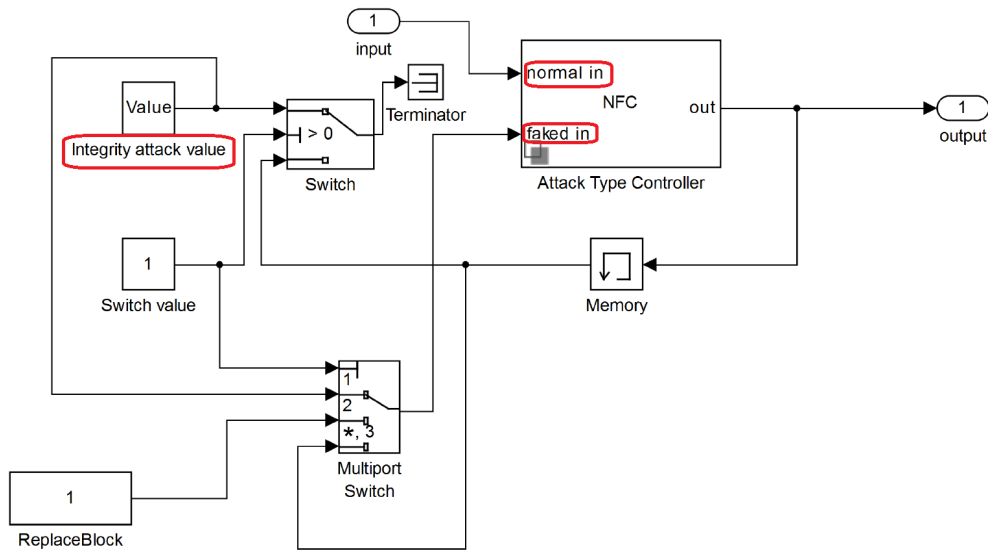 1
input
Value
Integrity attack value
> 0
Switch
Terminator
normal in
NFC
out
faked in
Attack Type Controller
1
output
1
Switch value
Memory
1
2
*, 3
Multiport
Switch
1
ReplaceBlock